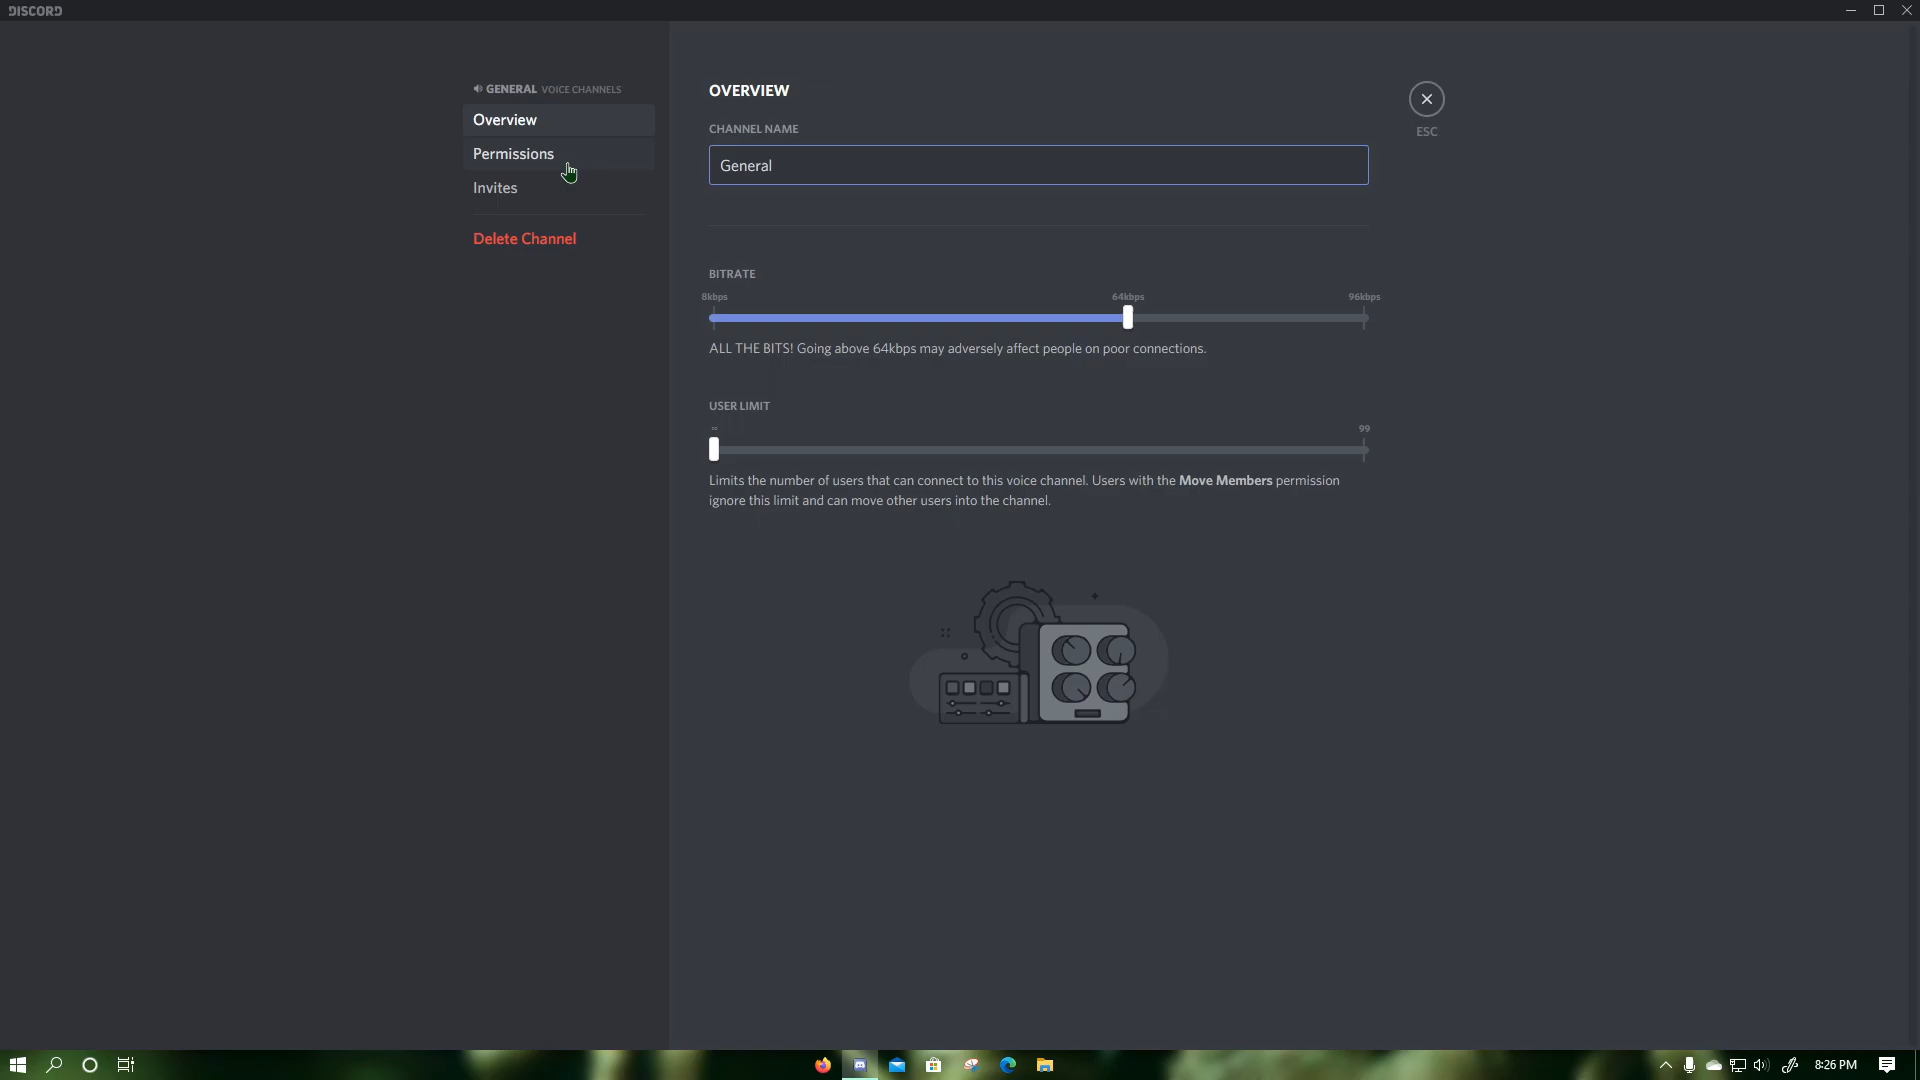 DISCORD
GENERAL VOICE CHANNELS
Overview
Permissions
Invites
Delete Channel
OVERVIEW
ESC
CHANNEL NAME
General
BITRATE
8kbps 64kbps 96kbps
ALL THE BITS! Going above 64kbps may adversely affect people on poor connections.
USER LIMIT
∞ 99
Limits the number of users that can connect to this voice channel. Users with the Move Members permission
ignore this limit and can move other users into the channel.
8:26 PM